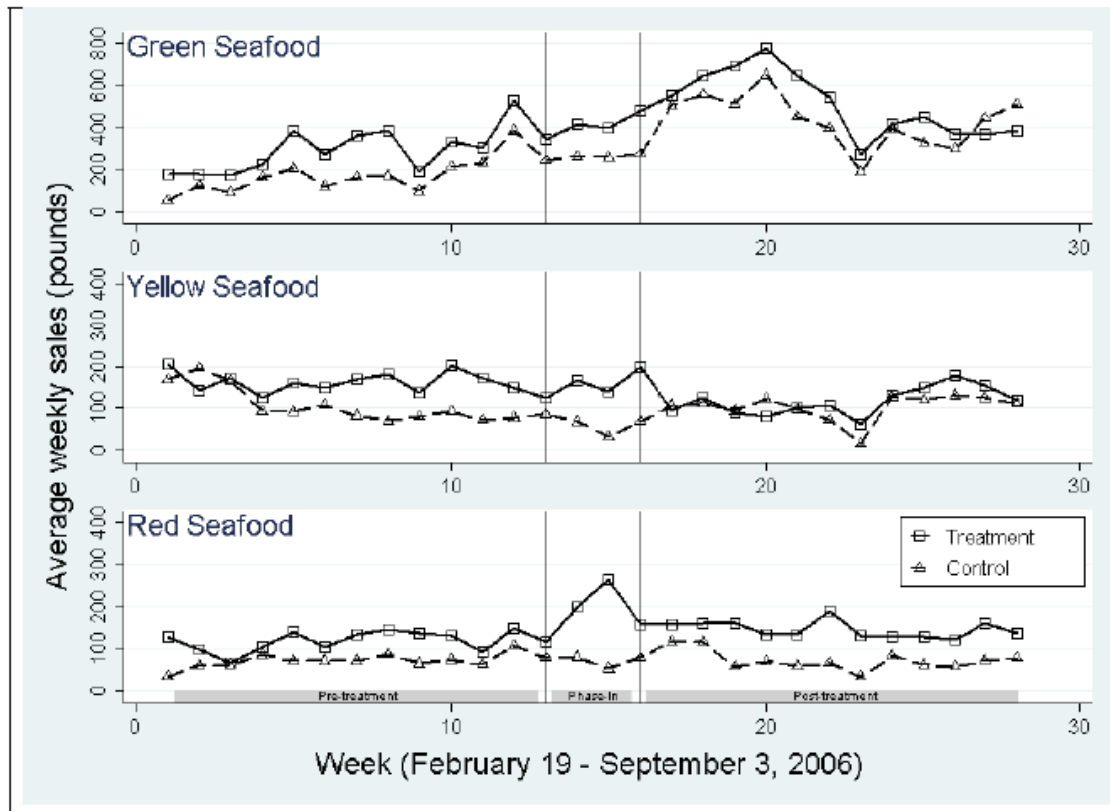 Green Seafood
800
600
400
200
0
0 10 20 30
Yellow Seafood
400
300
200
100
0
0 10 20 30
Red Seafood
400
300
200
100
0
Treatment
Control
Pre-treatment Phase-In Post-treatment
0 10 20 30
Average weekly sales (pounds)
Week (February 19 - September 3, 2006)